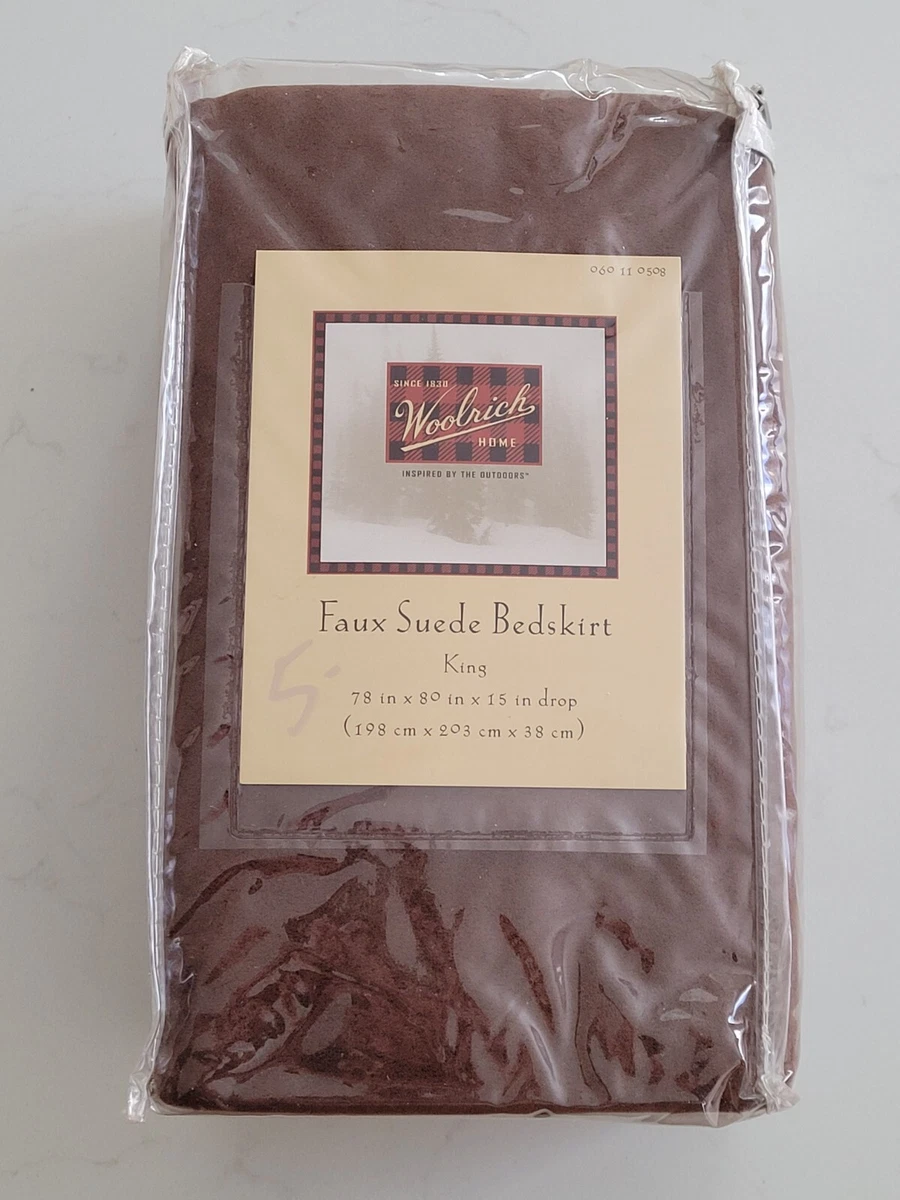 060 11 0508
SINCE 1830
Woolrich
HOME
INSPIRED BY THE OUTDOORS™
Faux Suede Bedskirt
King
5.
78 in x 80 in x 15 in drop
(198 cm x 203 cm x 38 cm)